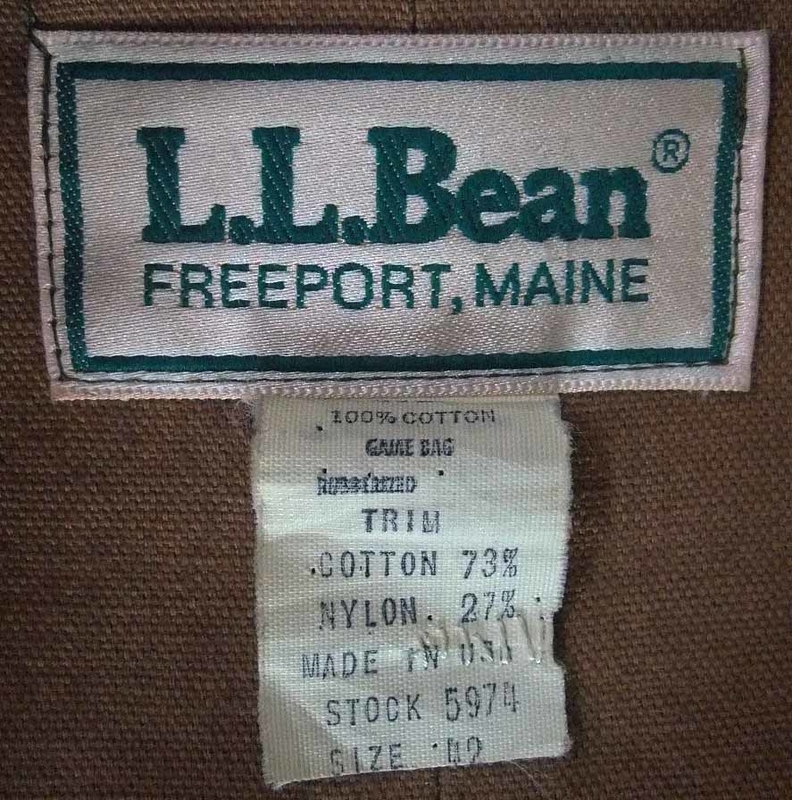 L.L.Bean®
FREEPORT, MAINE
100% COTTON
GAME BAG
RUBBERIZED
TRIM
COTTON 73%
NYLON. 27%
MADE IN USA
STOCK 5974
SIZE 42